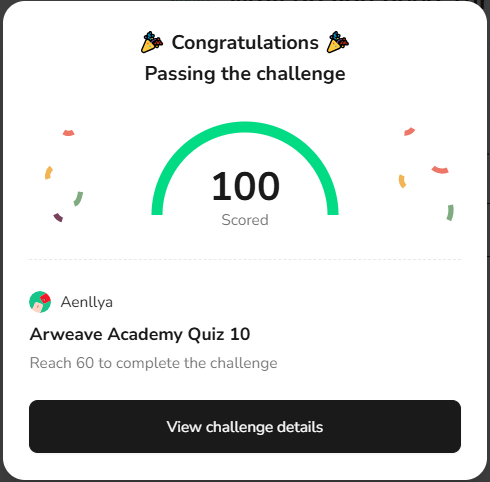 🎉 Congratulations 🎉
Passing the challenge
100
Scored
Aenllya
Arweave Academy Quiz 10
Reach 60 to complete the challenge
View challenge details